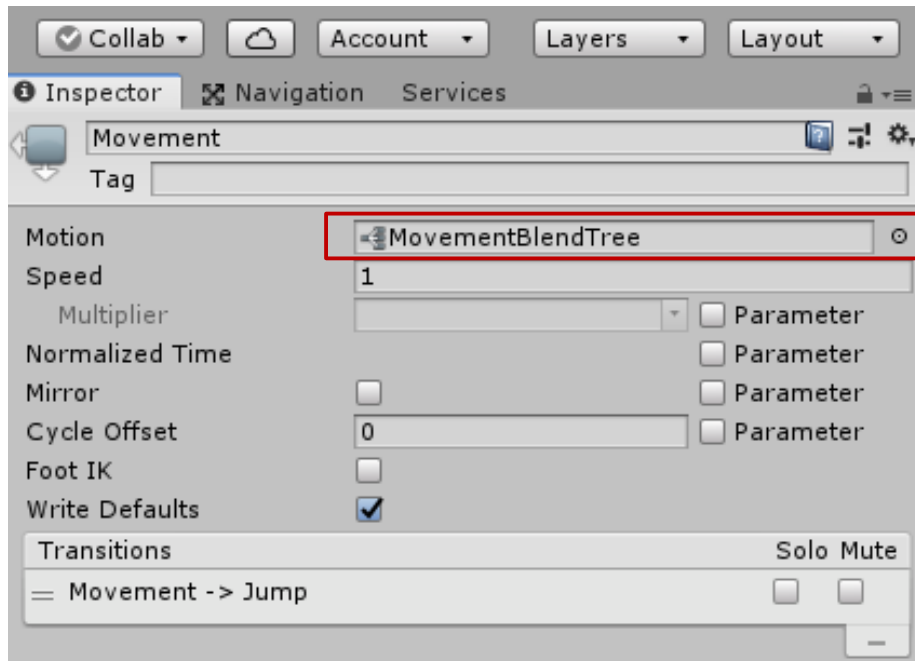 Collab Account Layers Layout
Inspector Navigation Services
Movement
Tag
Motion MovementBlendTree
Speed 1
Multiplier Parameter
Normalized Time Parameter
Mirror Parameter
Cycle Offset 0 Parameter
Foot IK
Write Defaults
Transitions Solo Mute
Movement -> Jump